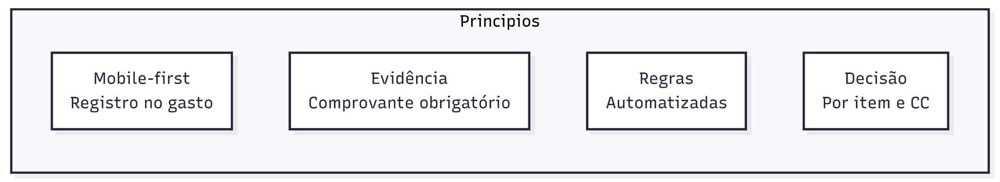 Principios
Mobile-first
Registro no gasto
Evidência
Comprovante obrigatório
Regras
Automatizadas
Decisão
Por item e CC